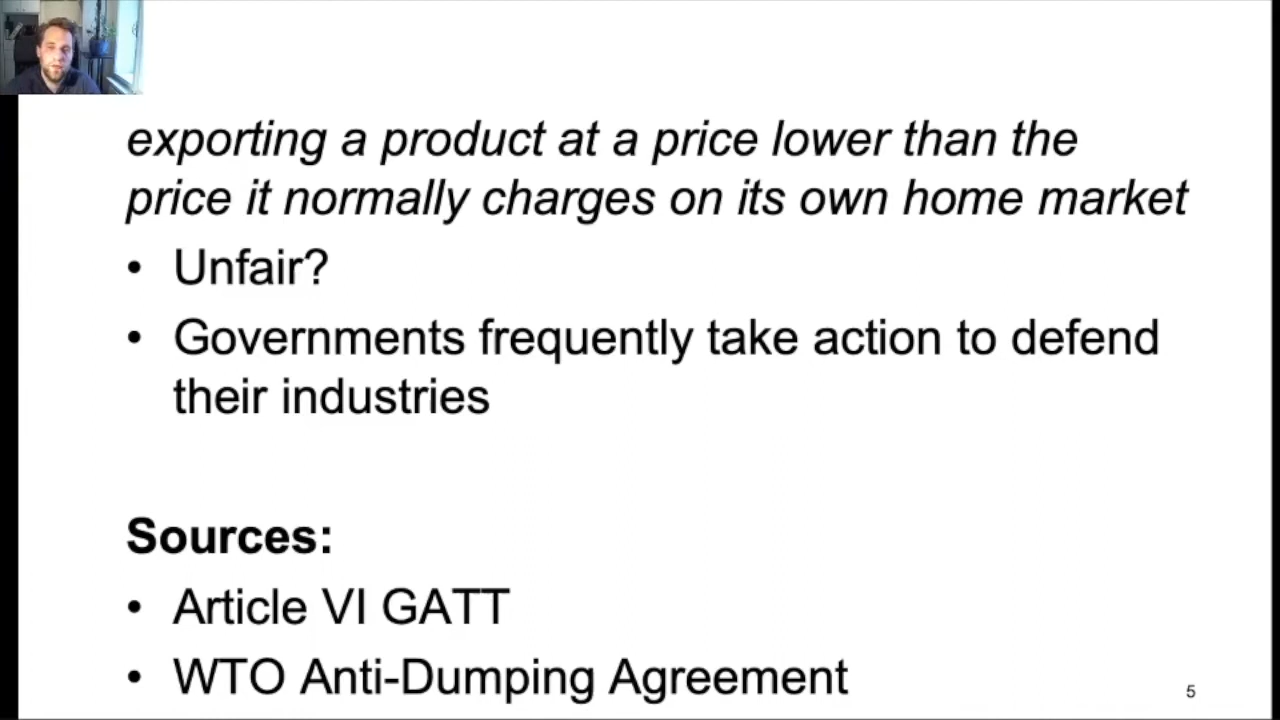 exporting a product at a price lower than the
price it normally charges on its own home market
• Unfair?
• Governments frequently take action to defend
their industries
Sources:
• Article VI GATT
• WTO Anti-Dumping Agreement
5